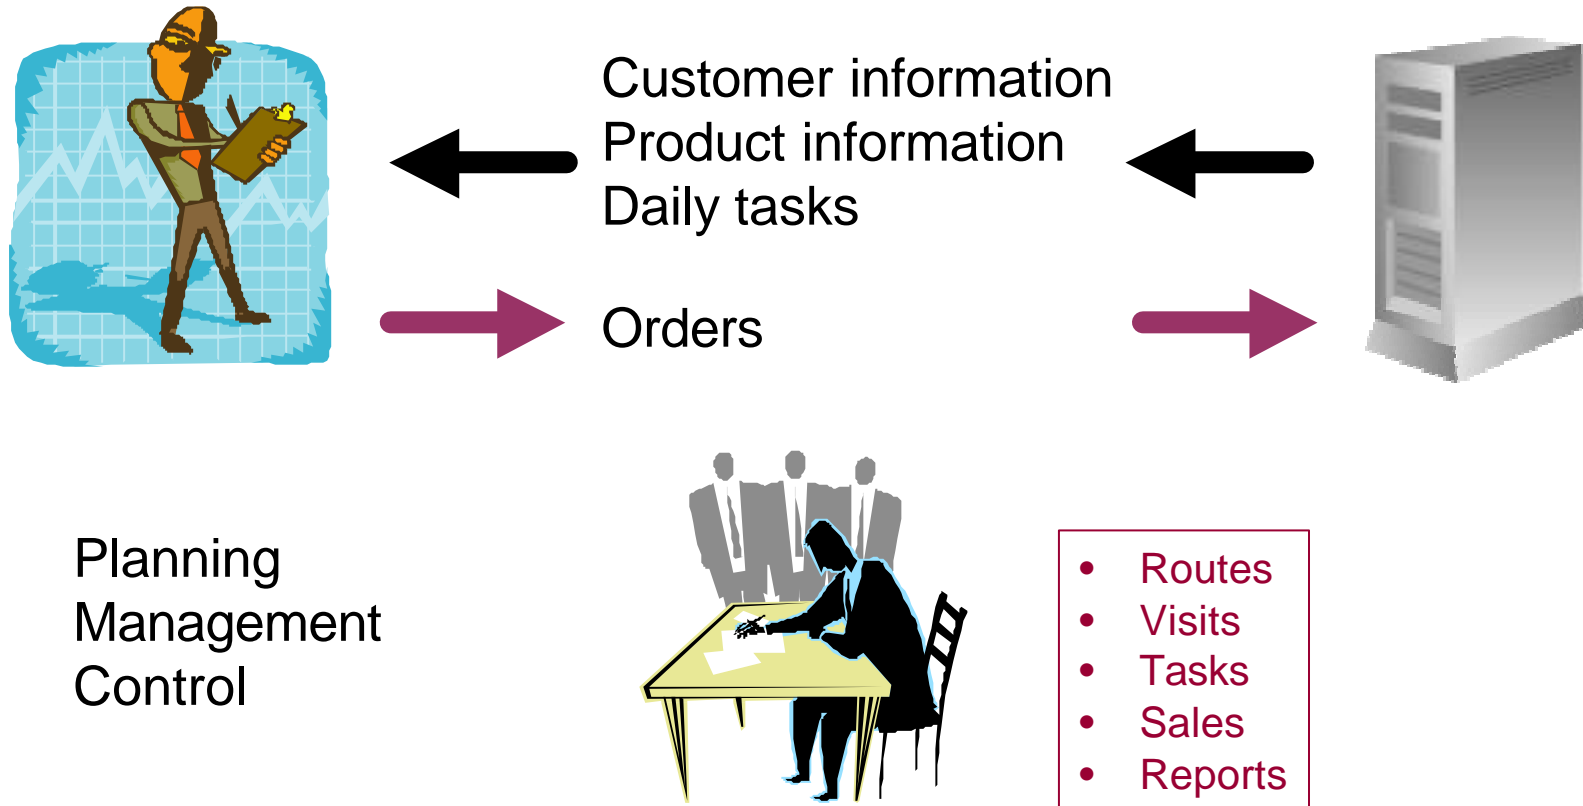 Customer information
Product information
Daily tasks
Orders
Planning
Management
Control
• Routes
• Visits
• Tasks
• Sales
• Reports